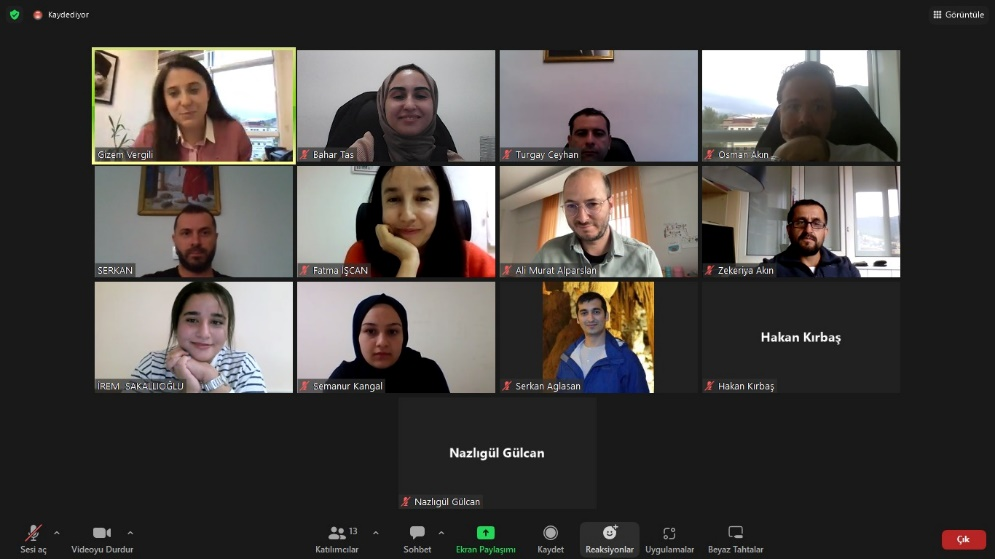 Kaydediyor
Görüntüle
Gizem Vergili
Bahar Tas
Turgay Ceyhan
Osman Akın
SERKAN
Fatma İŞCAN
Ali Murat Alparslan
Zekeriya Akın
İREM SAKALLIOĞLU
Semanur Kangal
Serkan Aglasan
Hakan Kırbaş
Hakan Kırbaş
Nazlıgül Gülcan
Nazlıgül Gülcan
Sesi aç
Videoyu Durdur
13
Katılımcılar
Sohbet
Ekran Paylaşımı
Kaydet
Reaksiyonlar
Uygulamalar
Beyaz Tahtalar
Çık